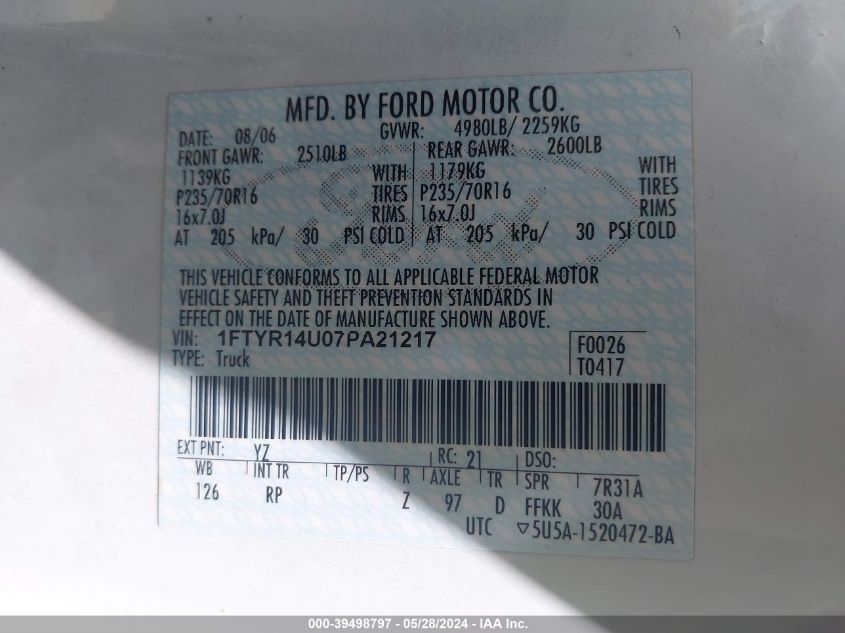 MFD. BY FORD MOTOR CO.
DATE: 08/06 GVWR: 4980LB/ 2259KG
FRONT GAWR: 2510LB REAR GAWR: 2600LB
1139KG WITH 1179KG WITH
P235/70R16 TIRES P235/70R16 TIRES
16x7.0J RIMS 16x7.0J RIMS
AT 205 kPa/ 30 PSI COLD AT 205 kPa/ 30 PSI COLD
THIS VEHICLE CONFORMS TO ALL APPLICABLE FEDERAL MOTOR
VEHICLE SAFETY AND THEFT PREVENTION STANDARDS IN
EFFECT ON THE DATE OF MANUFACTURE SHOWN ABOVE.
VIN: 1FTYR14U07PA21217 F0026
TYPE: Truck T0417
EXT PNT: YZ RC: 21 DSO:
WB INT TR TP/PS R AXLE TR SPR 7R31A
126 RP Z 97 D FFKK 30A
UTC ▽5U5A-1520472-BA
000-39498797 - 05/28/2024 - IAA Inc.